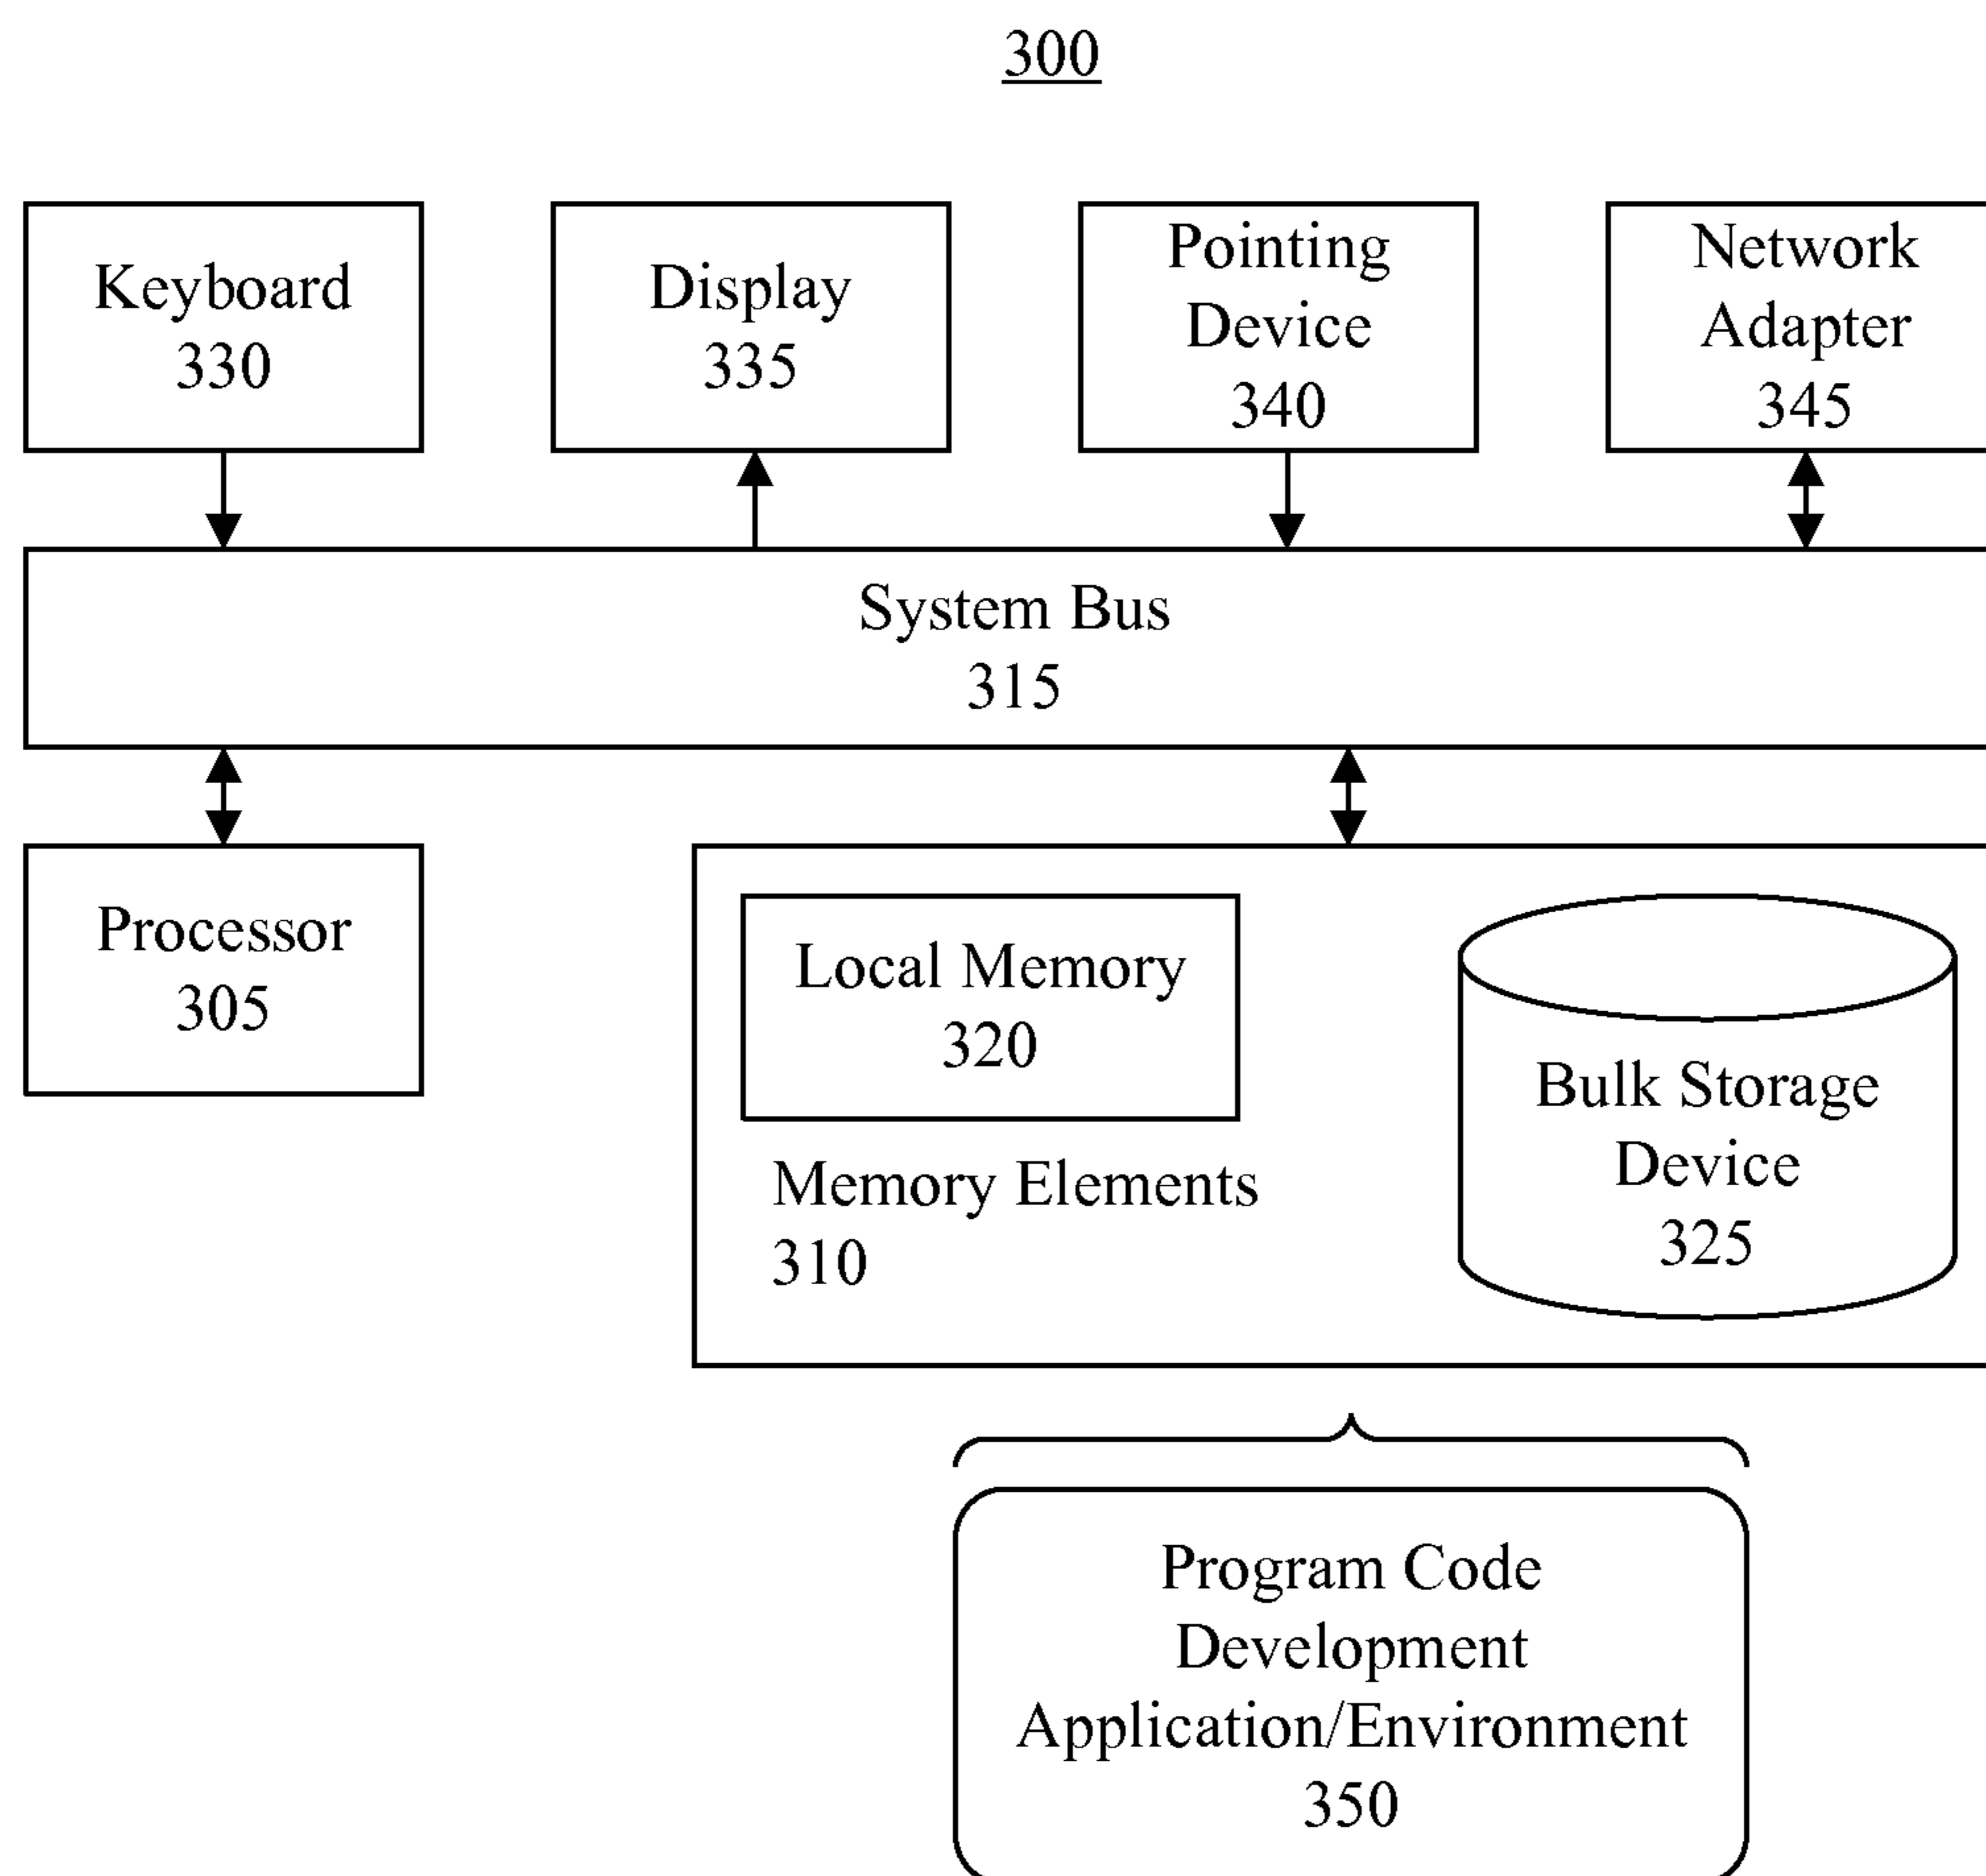 300
Keyboard
330
Display
335
Pointing
Device
340
Network
Adapter
345
System Bus
315
Processor
305
Local Memory
320
Memory Elements
310
Bulk Storage
Device
325
Program Code
Development
Application/Environment
350